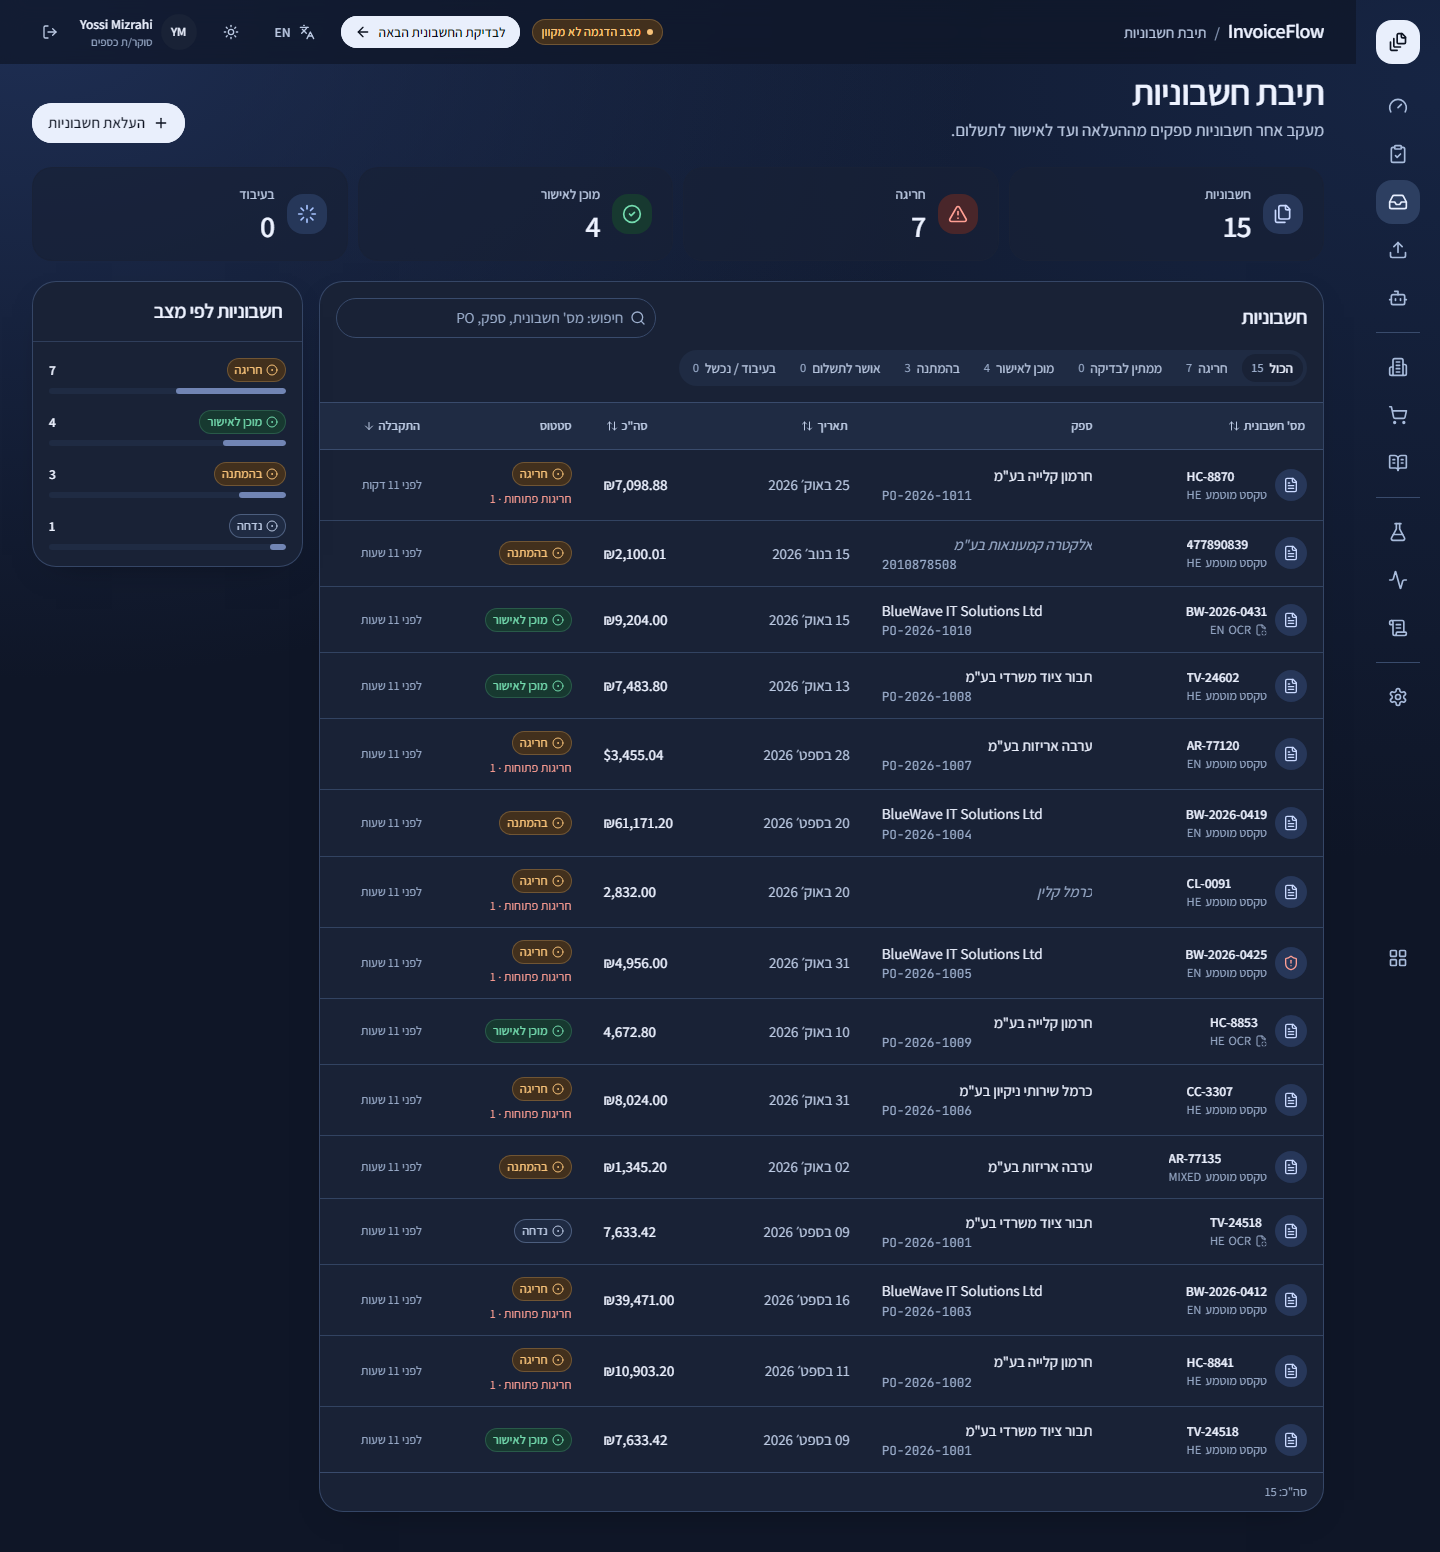 InvoiceFlow / תיבת חשבוניות
מצב הדגמה לא מקוון
לבדיקת החשבונית הבאה
EN
YM
Yossi Mizrahi
סוקר/ת כספים
תיבת חשבוניות
מעקב אחר חשבוניות ספקים מההעלאה ועד לאישור לתשלום.
העלאת חשבוניות
חשבוניות
15
חריגה
7
מוכן לאישור
4
בעיבוד
0
חשבוניות
חיפוש: מס' חשבונית, ספק, PO
הכול 15 חריגה 7 ממתין לבדיקה 0 מוכן לאישור 4 בהמתנה 3 אושר לתשלום 0 בעיבוד / נכשל 0
מס' חשבונית ספק תאריך סה"כ סטטוס התקבלה
HC-8870 חרמון קלייה בע"מ 25 באוק׳ 2026 ₪7,098.88 חריגה לפני 11 דקות
טקסט מוטמע HE PO-2026-1011 חריגות פתוחות · 1
477890839 אלקטרה קמעונאות בע"מ 15 בנוב׳ 2026 ₪2,100.01 בהמתנה לפני 11 שעות
טקסט מוטמע HE 2010878508
BW-2026-0431 BlueWave IT Solutions Ltd 15 באוק׳ 2026 ₪9,204.00 מוכן לאישור לפני 11 שעות
EN OCR PO-2026-1010
TV-24602 תבור ציוד משרדי בע"מ 13 באוק׳ 2026 ₪7,483.80 מוכן לאישור לפני 11 שעות
טקסט מוטמע HE PO-2026-1008
AR-77120 ערבה אריזות בע"מ 28 בספט׳ 2026 $3,455.04 חריגה לפני 11 שעות
טקסט מוטמע EN PO-2026-1007 חריגות פתוחות · 1
BW-2026-0419 BlueWave IT Solutions Ltd 20 בספט׳ 2026 ₪61,171.20 בהמתנה לפני 11 שעות
טקסט מוטמע EN PO-2026-1004
CL-0091 כרמל קלין 20 באוק׳ 2026 2,832.00 חריגה לפני 11 שעות
טקסט מוטמע HE חריגות פתוחות · 1
BW-2026-0425 BlueWave IT Solutions Ltd 31 באוק׳ 2026 ₪4,956.00 חריגה לפני 11 שעות
טקסט מוטמע EN PO-2026-1005 חריגות פתוחות · 1
HC-8853 חרמון קלייה בע"מ 10 באוק׳ 2026 4,672.80 מוכן לאישור לפני 11 שעות
HE OCR PO-2026-1009
CC-3307 כרמל שירותי ניקיון בע"מ 31 באוק׳ 2026 ₪8,024.00 חריגה לפני 11 שעות
טקסט מוטמע HE PO-2026-1006 חריגות פתוחות · 1
AR-77135 ערבה אריזות בע"מ 02 באוק׳ 2026 ₪1,345.20 בהמתנה לפני 11 שעות
טקסט מוטמע MIXED
TV-24518 תבור ציוד משרדי בע"מ 09 בספט׳ 2026 7,633.42 נדחה לפני 11 שעות
HE OCR PO-2026-1001
BW-2026-0412 BlueWave IT Solutions Ltd 16 בספט׳ 2026 ₪39,471.00 חריגה לפני 11 שעות
טקסט מוטמע EN PO-2026-1003 חריגות פתוחות · 1
HC-8841 חרמון קלייה בע"מ 11 בספט׳ 2026 ₪10,903.20 חריגה לפני 11 שעות
טקסט מוטמע HE PO-2026-1002 חריגות פתוחות · 1
TV-24518 תבור ציוד משרדי בע"מ 09 בספט׳ 2026 ₪7,633.42 מוכן לאישור לפני 11 שעות
טקסט מוטמע HE PO-2026-1001
סה"כ: 15
חשבוניות לפי מצב
חריגה 7
מוכן לאישור 4
בהמתנה 3
נדחה 1